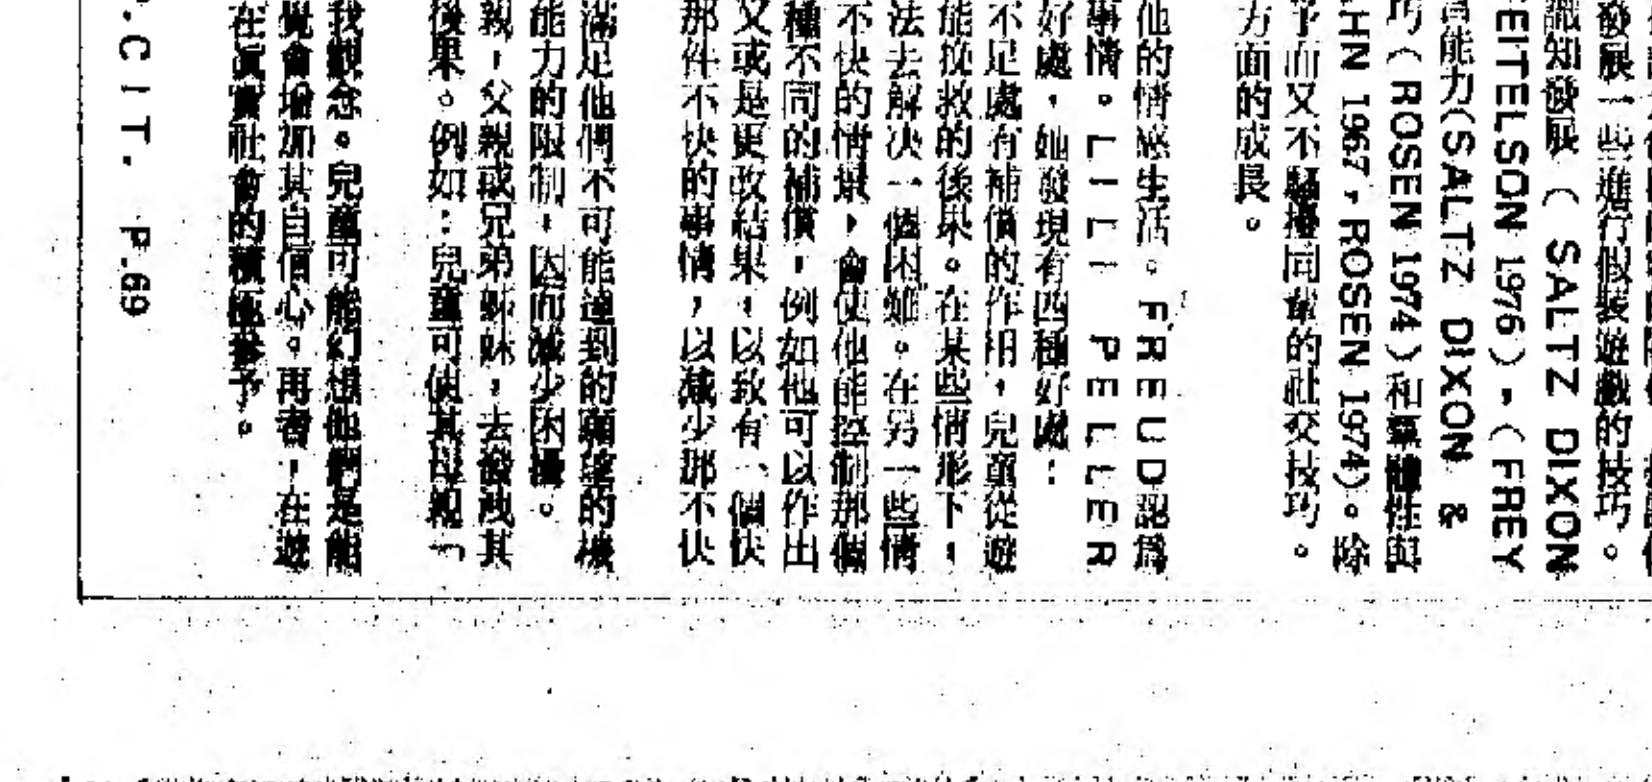 發展一些進行假裝遊戲的技巧。
識知發展(SALTZ DIXON
EITELSON 1976),(FREY
能力(SALTZ DIXON &
巧(ROSEN 1974)和羣體性與
HN 1967,ROSEN 1974)。除
予而又不騷擾同輩的社交技巧。
方面的成長。
他的情感生活。FREUD認爲
事情。LILI PELLER
好處,她發現有四種好處:
不足處有補償的作用,兒童從遊
能挽救的後果。在某些情形下,
法去解決一個困難。在另一些情
不快的情景,會使他能控制那個
種不同的補償,例如他可以作出
又或是更改結果,以致有一個快
那件不快的事情,以減少那不快
滿足他們不可能達到的願望的機
能力的限制,因而減少困擾。
親,父親或兄弟姊妹,去發洩其
後果。例如:兒童可使其母親「
我觀念。兒童可能幻想他們是能
覺會增加其自信心。再者,在遊
在真實社會的積極參予。
.CIT. P.69